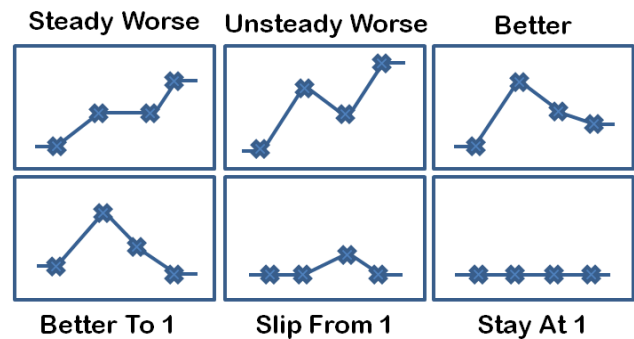 Steady Worse
Unsteady Worse
Better
Better To 1
Slip From 1
Stay At 1